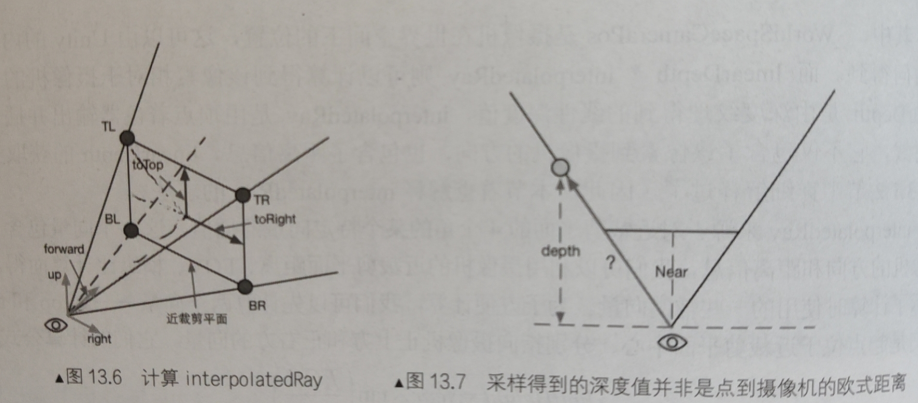 TL
toTop
TR
BL
toRight
forward
up
BR
近裁剪平面
right
depth
?
Near
▲图 13.6 计算 interpolatedRay
▲图 13.7 采样得到的深度值并非是点到摄像机的欧式距离